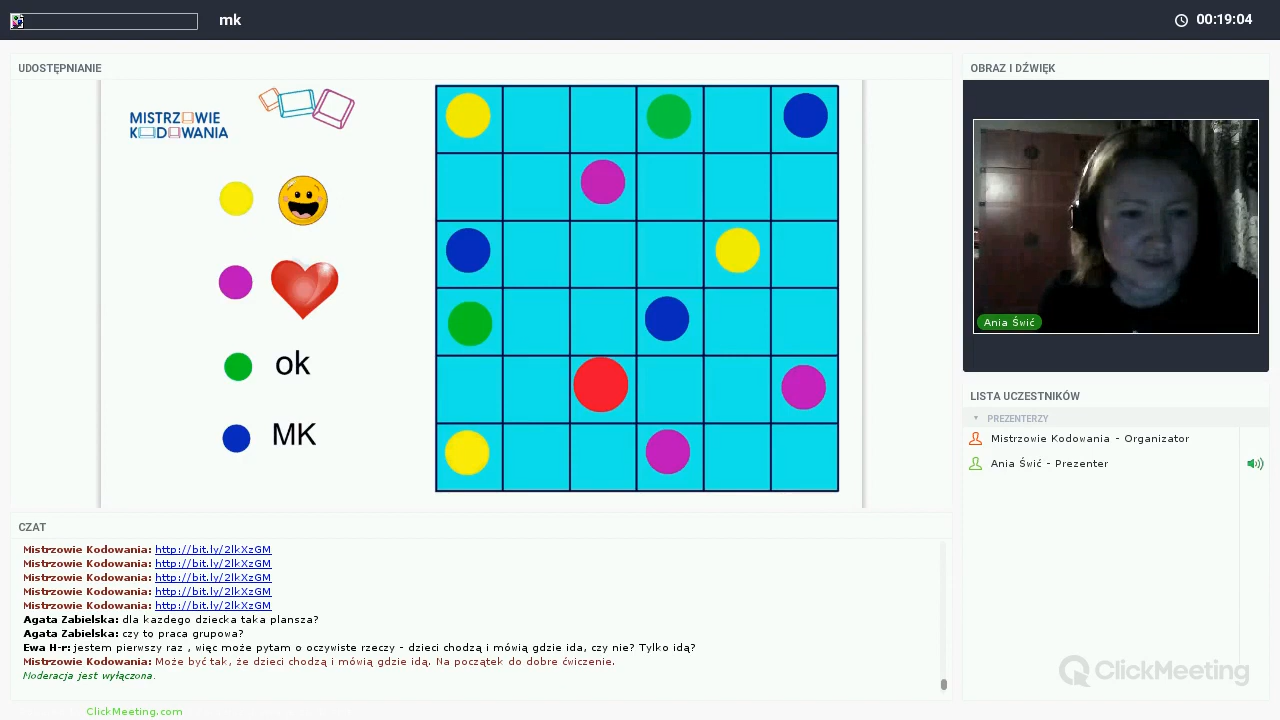 mk
00:19:04
UDOSTĘPNIANIE
MISTRZOWIE
KODOWANIA
ok
MK
OBRAZ I DŹWIĘK
Ania Świć
LISTA UCZESTNIKÓW
PREZENTERZY
Mistrzowie Kodowania - Organizator
Ania Świć - Prezenter
CZAT
Mistrzowie Kodowania: http://bit.ly/2lkXzGM
Mistrzowie Kodowania: http://bit.ly/2lkXzGM
Mistrzowie Kodowania: http://bit.ly/2lkXzGM
Mistrzowie Kodowania: http://bit.ly/2lkXzGM
Mistrzowie Kodowania: http://bit.ly/2lkXzGM
Agata Zabielska: dla kazdego dziecka taka plansza?
Agata Zabielska: czy to praca grupowa?
Ewa H-r: jestem pierwszy raz , więc może pytam o oczywiste rzeczy - dzieci chodzą i mówią gdzie ida, czy nie? Tylko idą?
Mistrzowie Kodowania: Może być tak, że dzieci chodzą i mówią gdzie idą. Na początek do dobre ćwiczenie.
Moderacja jest wyłączona.
ClickMeeting
ClickMeeting.com